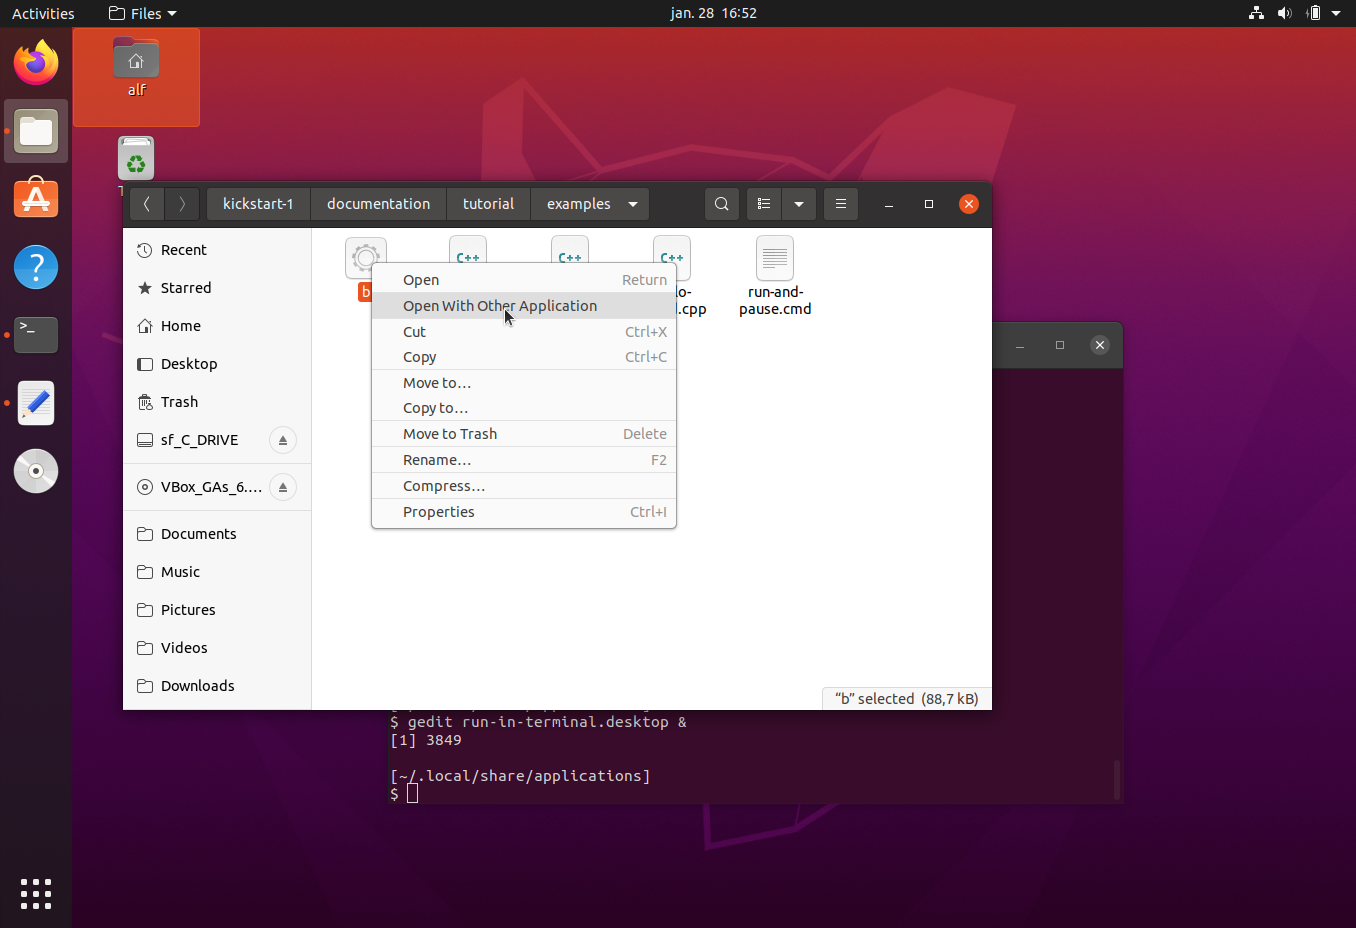 Activities
Files
jan. 28 16:52
alf
kickstart-1
documentation
tutorial
examples
Recent
Starred
Home
Desktop
Trash
sf_C_DRIVE
VBox_GAs_6....
Documents
Music
Pictures
Videos
Downloads
b
C++
C++
C++
lo-
.cpp
run-and-
pause.cmd
Open Return
Open With Other Application
Cut Ctrl+X
Copy Ctrl+C
Move to…
Copy to…
Move to Trash Delete
Rename… F2
Compress…
Properties Ctrl+I
“b” selected (88,7 kB)
$ gedit run-in-terminal.desktop &
[1] 3849
[~/.local/share/applications]
$
>_
?